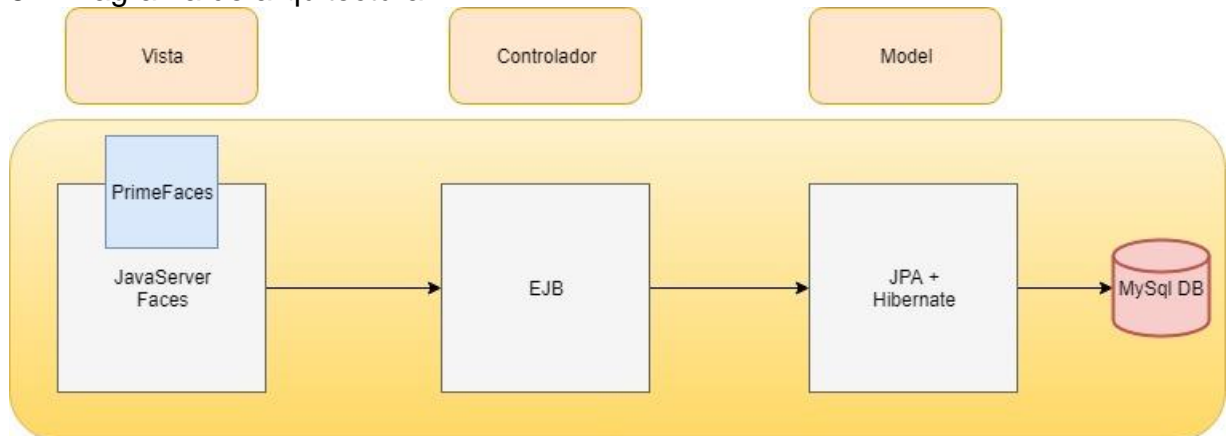 Vista
Controlador
Model
PrimeFaces
JavaServer
Faces
EJB
JPA +
Hibernate
MySql DB